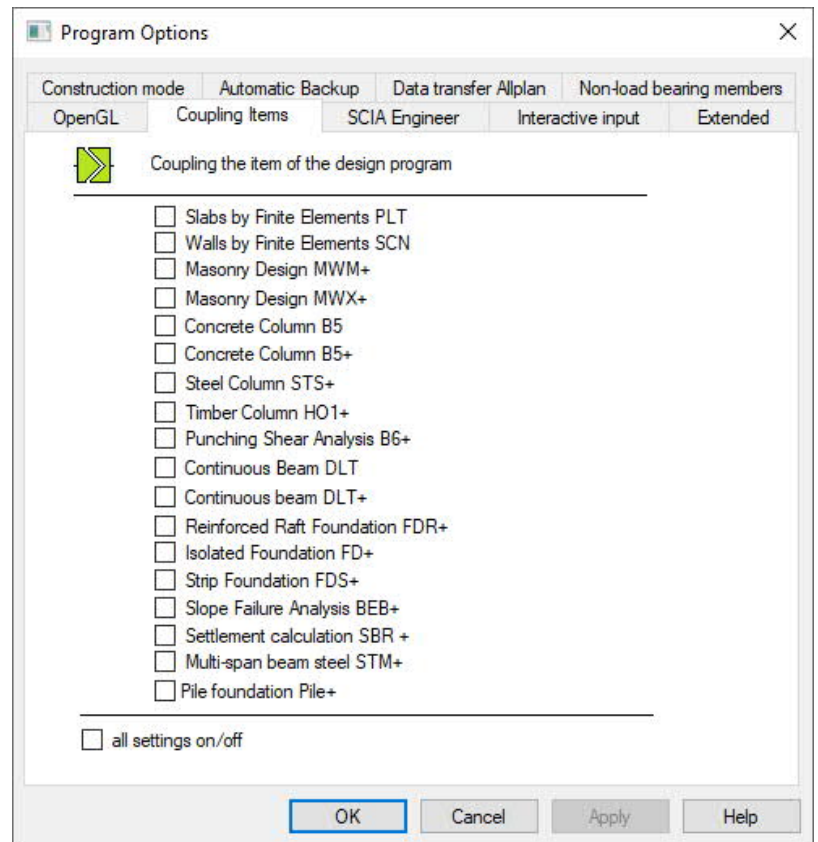 Program Options
Construction mode Automatic Backup Data transfer Allplan Non-load bearing members
OpenGL Coupling Items SCIA Engineer Interactive input Extended
Coupling the item of the design program
Slabs by Finite Elements PLT
Walls by Finite Elements SCN
Masonry Design MWM+
Masonry Design MWX+
Concrete Column B5
Concrete Column B5+
Steel Column STS+
Timber Column HO1+
Punching Shear Analysis B6+
Continuous Beam DLT
Continuous beam DLT+
Reinforced Raft Foundation FDR+
Isolated Foundation FD+
Strip Foundation FDS+
Slope Failure Analysis BEB+
Settlement calculation SBR +
Multi-span beam steel STM+
Pile foundation Pile+
all settings on/off
OK Cancel Apply Help